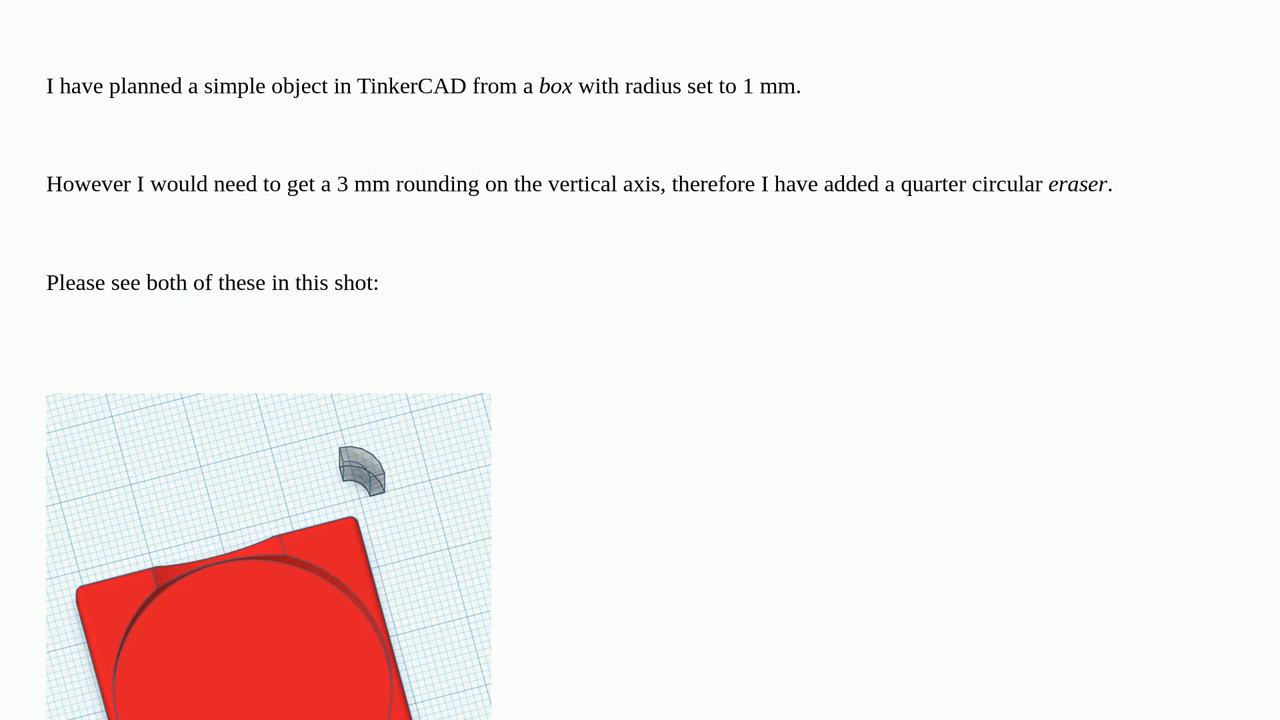 I have planned a simple object in TinkerCAD from a box with radius set to 1 mm.
However I would need to get a 3 mm rounding on the vertical axis, therefore I have added a quarter circular eraser.
Please see both of these in this shot: